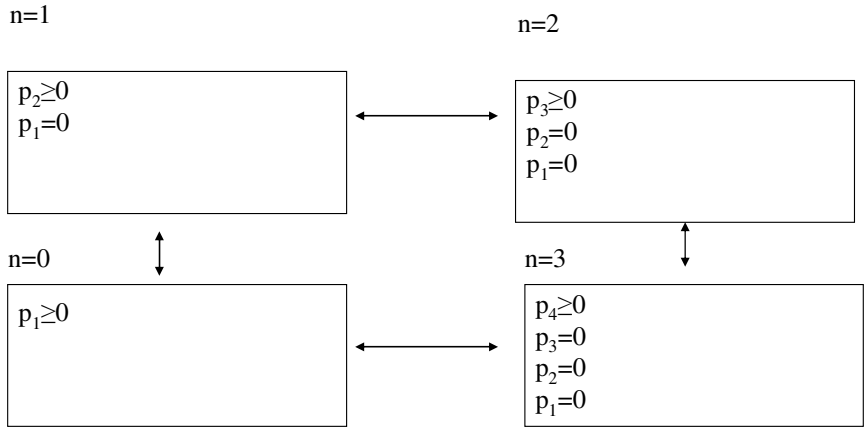 n=1
n=2
p₂≥0
p₁=0
p₃≥0
p₂=0
p₁=0
n=0
n=3
p₁≥0
p₄≥0
p₃=0
p₂=0
p₁=0